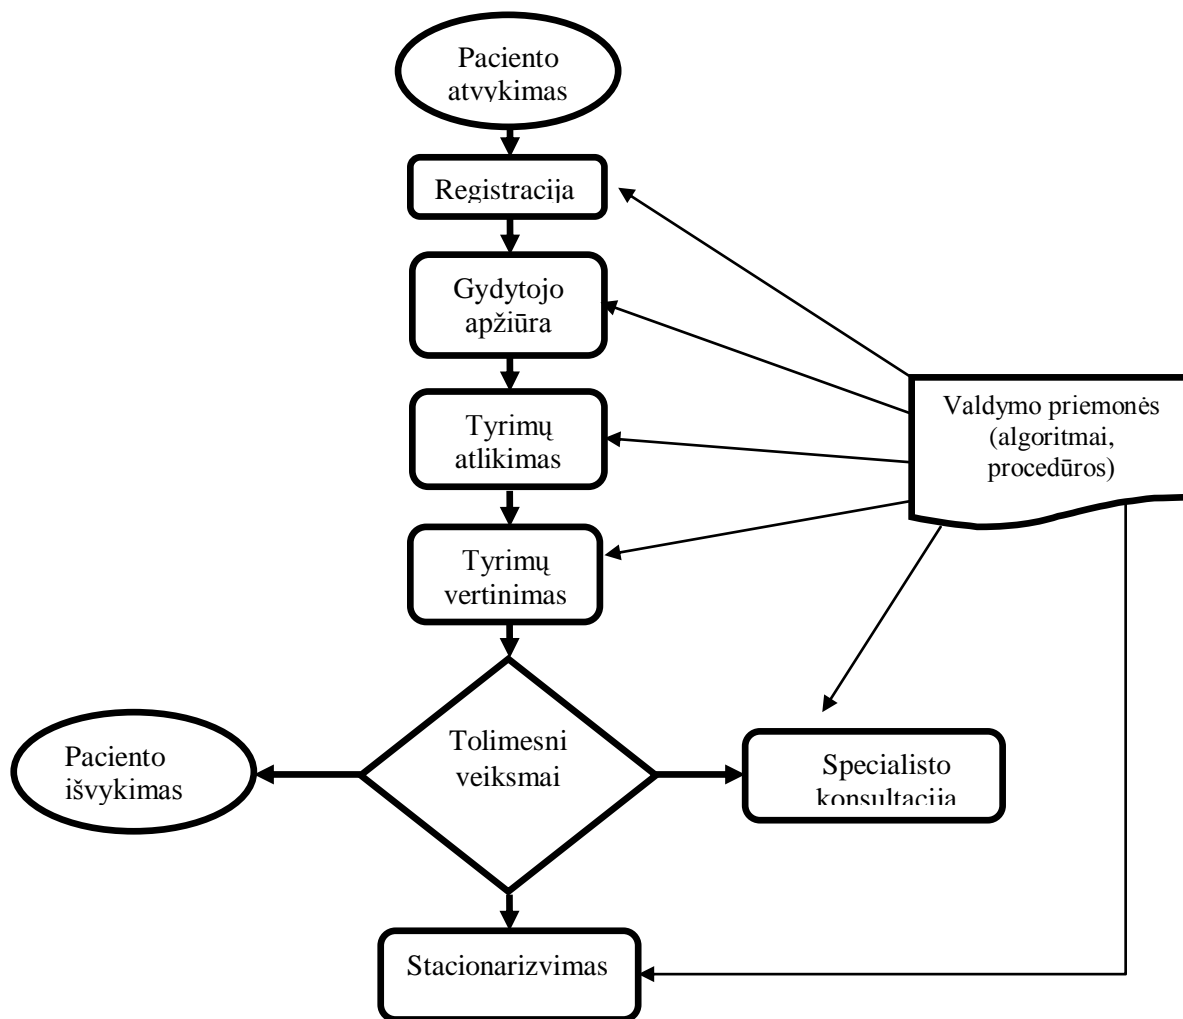 Paciento
atvykimas
Registracija
Gydytojo
apžiūra
Tyrimų
atlikimas
Valdymo priemonės
(algoritmai,
procedūros)
Tyrimų
vertinimas
Tolimesni
veiksmai
Paciento
išvykimas
Specialisto
konsultacija
Stacionarizvimas